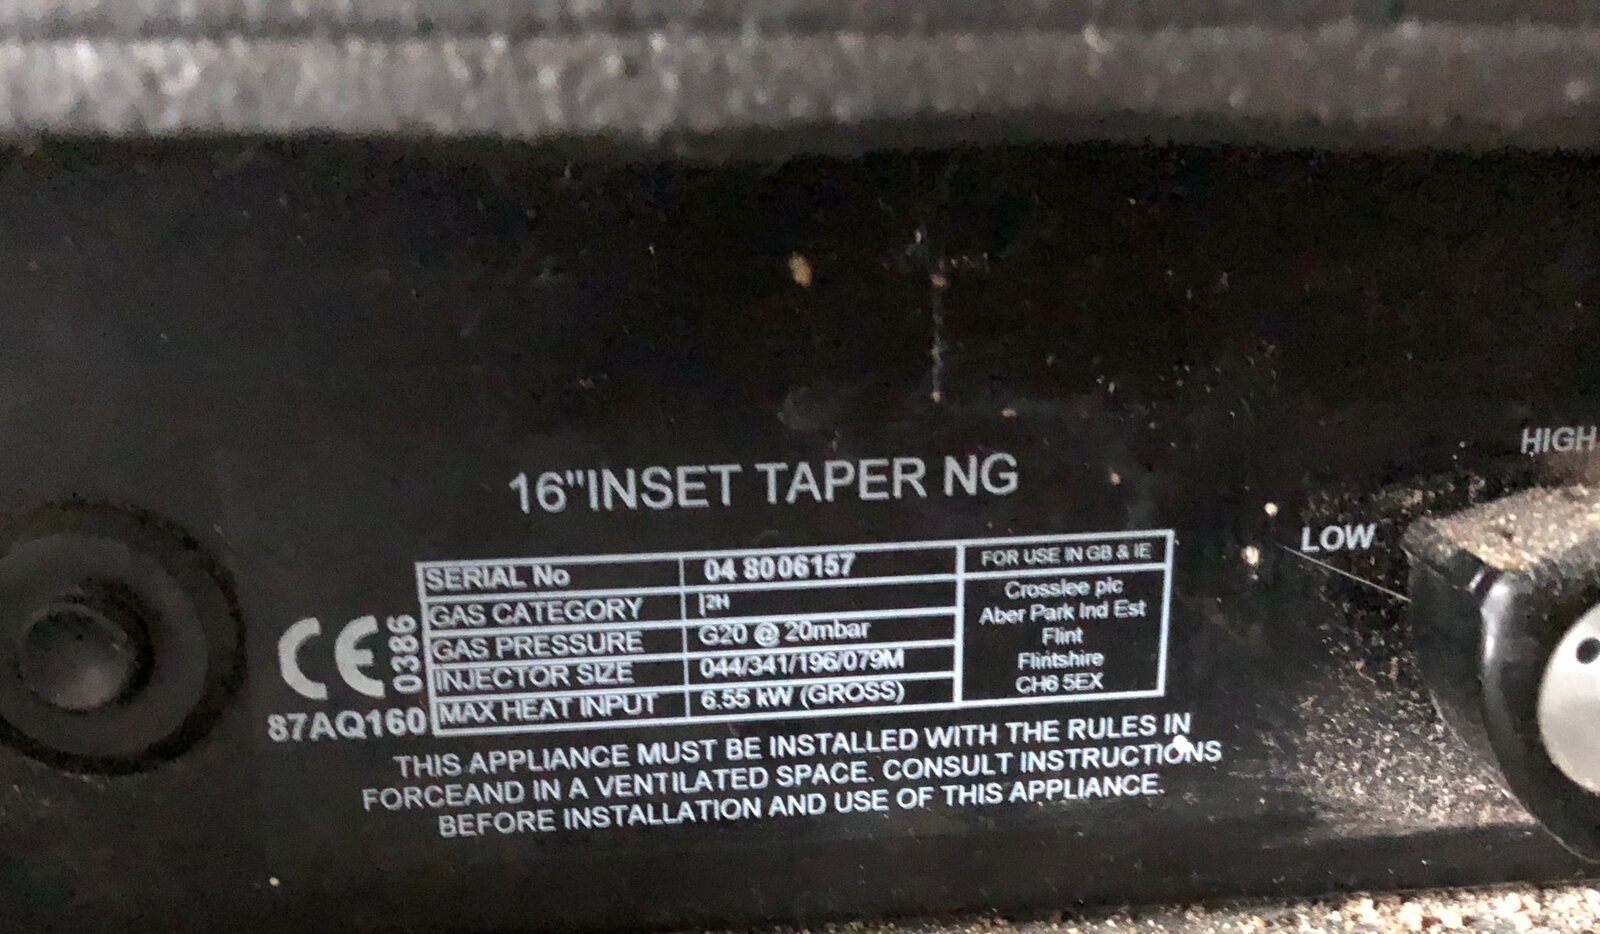 16"INSET TAPER NG
HIGH
LOW
SERIAL No 04 8006157
GAS CATEGORY I2H
GAS PRESSURE G20 @ 20mbar
INJECTOR SIZE 044/341/196/079M
MAX HEAT INPUT 6.55 kW (GROSS)
FOR USE IN GB & IE
Crosslee plc
Aber Park Ind Est
Flint
Flintshire
CH6 5EX
CE 0386
87AQ160
THIS APPLIANCE MUST BE INSTALLED WITH THE RULES IN
FORCEAND IN A VENTILATED SPACE. CONSULT INSTRUCTIONS
BEFORE INSTALLATION AND USE OF THIS APPLIANCE.